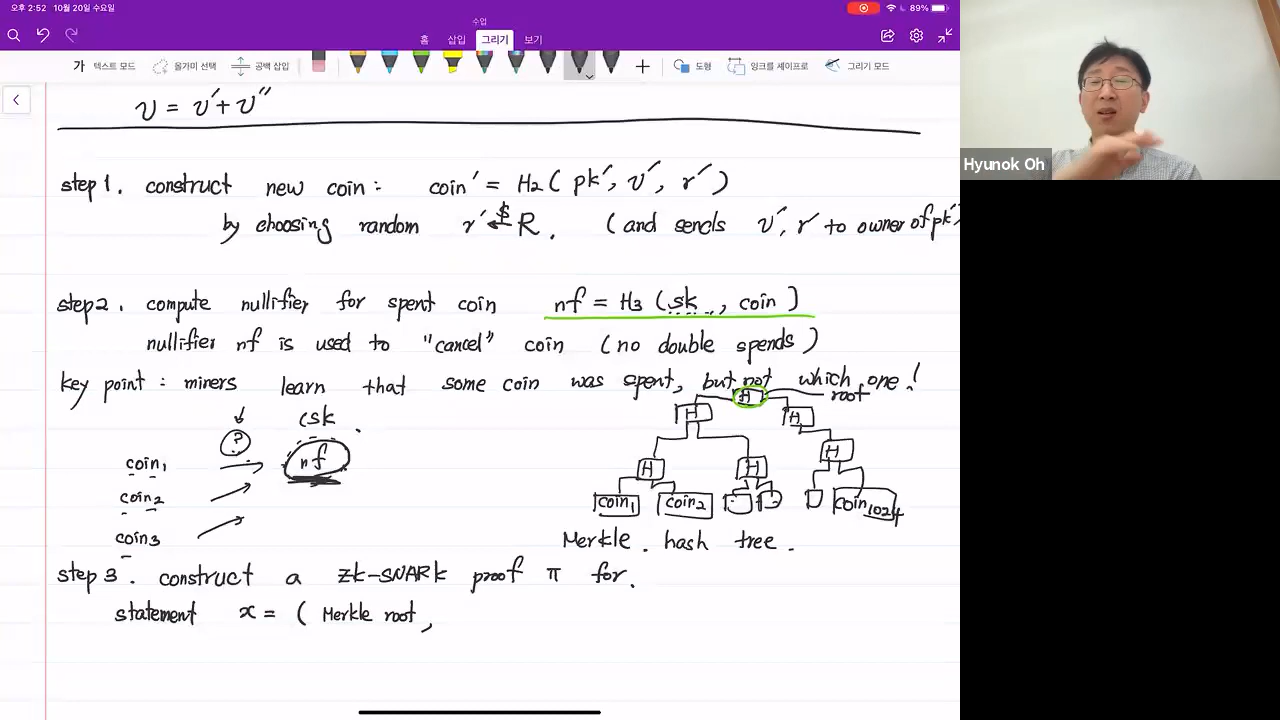 오후 2:52 10월 20일 수요일
89%
수업
홈 삽입 그리기 보기
가 텍스트 모드 올가미 선택 공백 삽입 도형 잉크를 셰이프로 그리기 모드
Hyunok Oh
v = v' + v''
step 1. construct new coin : coin' = H2 ( pk', v', r' )
by choosing random r' ←$ R. (and sends v', r' to owner of pk')
step2. compute nullifier for spent coin nf = H3 (sk, coin)
nullifier nf is used to "cancel" coin (no double spends)
key point : miners learn that some coin was spent, but not which one!
H root
H H
(sk
?
H H H
coin1 nf
coin2
coin1 coin2 coin1024
coin3
Merkle hash tree.
step 3. construct a zk-SNARK proof π for.
statement x = ( Merkle root,